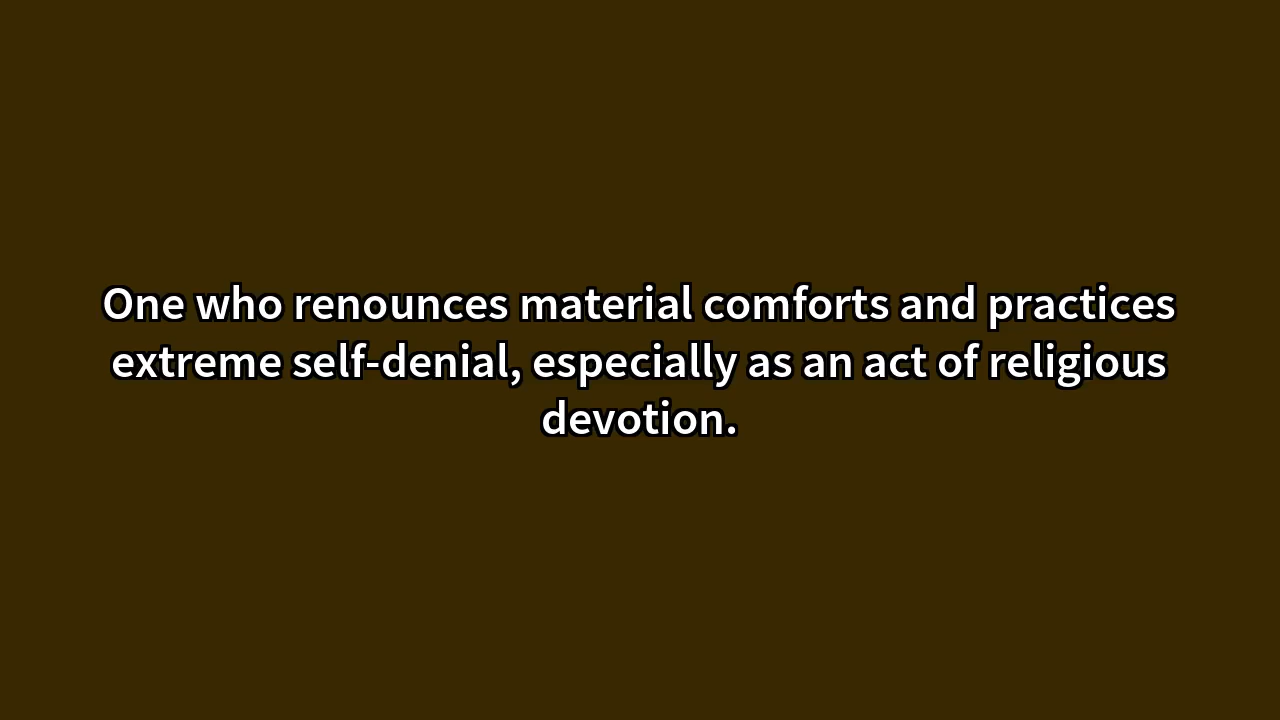 One who renounces material comforts and practices
extreme self-denial, especially as an act of religious
devotion.